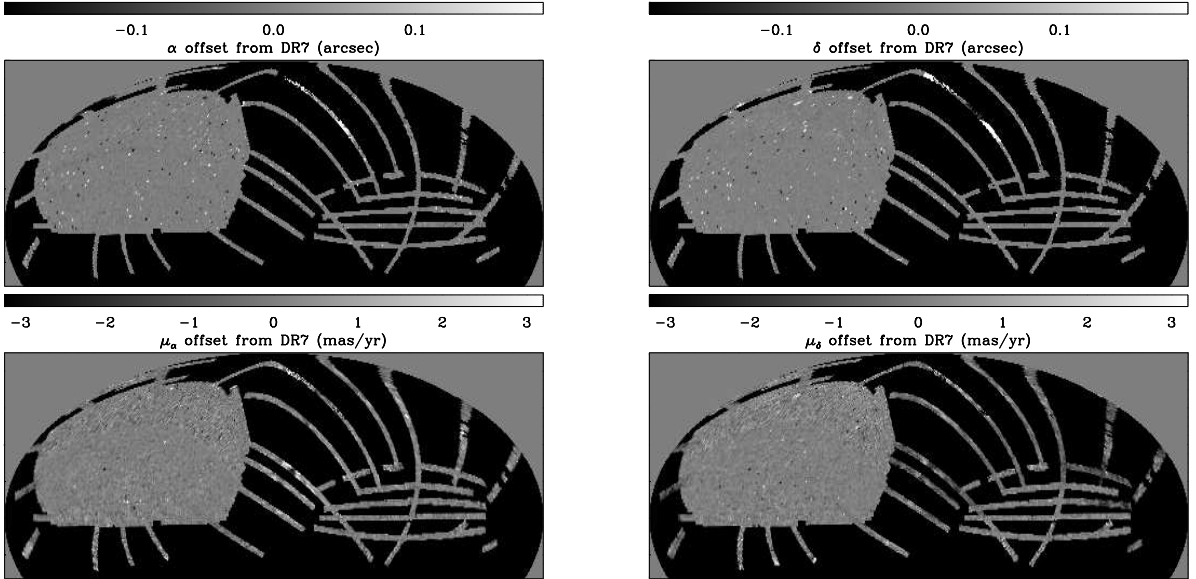 −0.1 0.0 0.1
α offset from DR7 (arcsec)
−0.1 0.0 0.1
δ offset from DR7 (arcsec)
−3 −2 −1 0 1 2 3
μα offset from DR7 (mas/yr)
−3 −2 −1 0 1 2 3
μδ offset from DR7 (mas/yr)